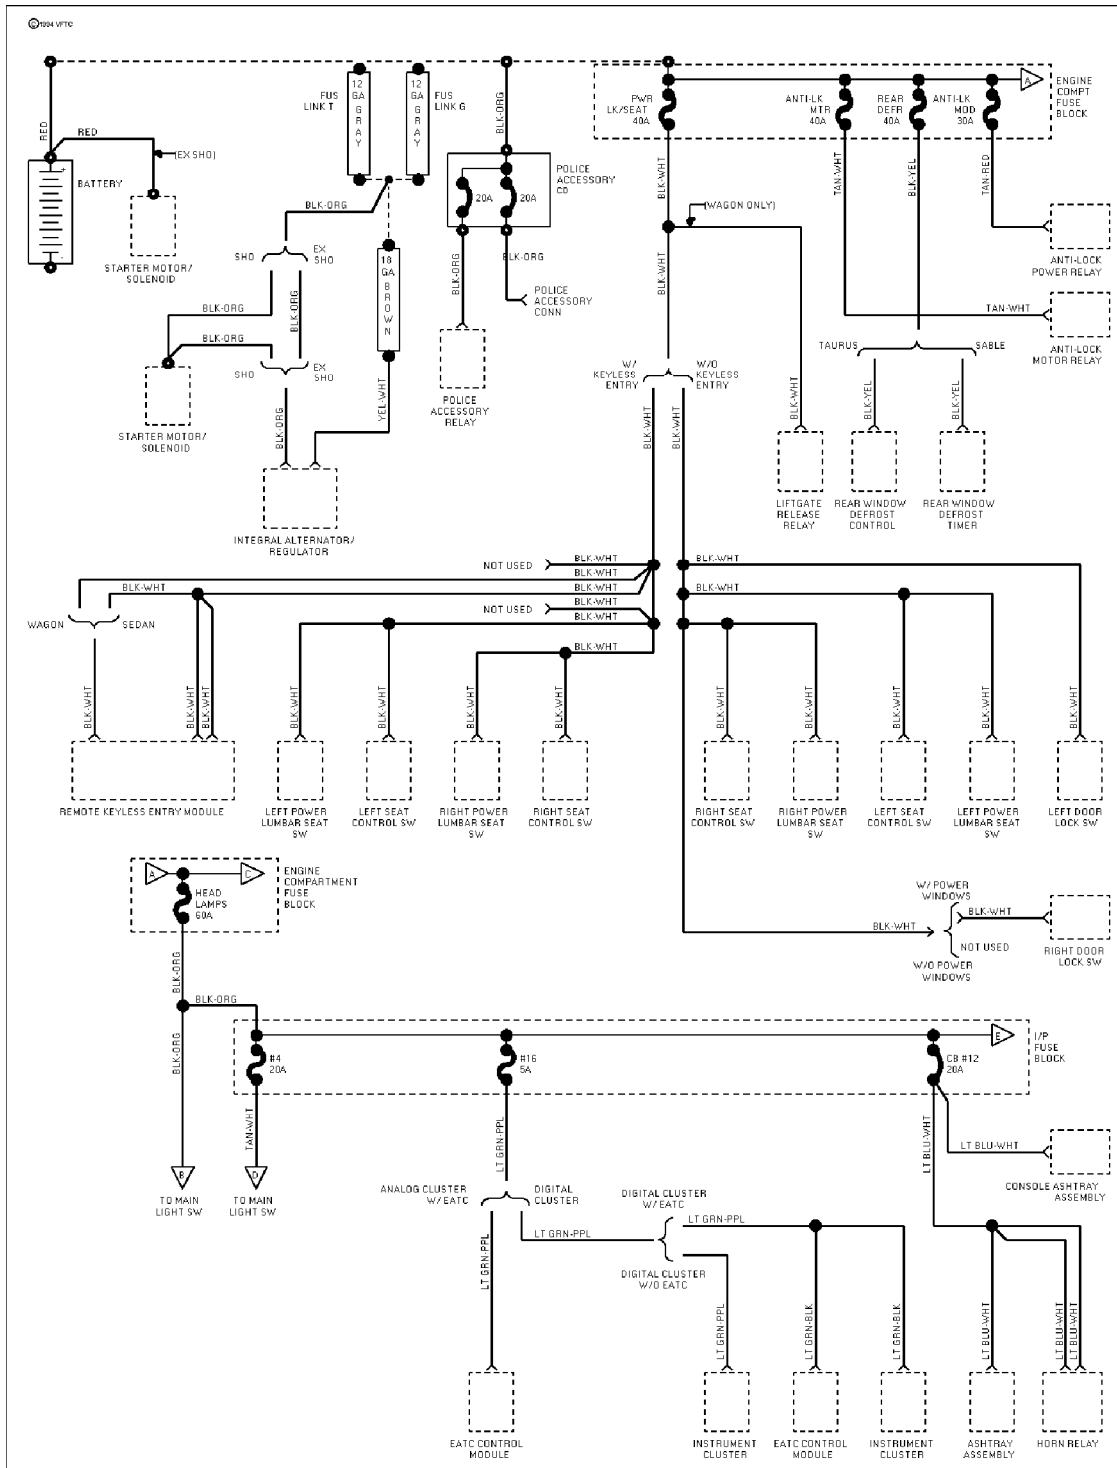 ©1994 VFTC
12 GA GRAY
12 GA GRAY
FUS
LINK T
FUS
LINK G
BLK-ORG
PWR
LK/SEAT
40A
ANTI-LK
MTR
40A
REAR
DEFR
40A
ANTI-LK
MOD
30A
A
ENGINE
COMPT
FUSE
BLOCK
RED
RED
(EX SHO)
BATTERY
+
-
STARTER MOTOR/
SOLENOID
POLICE
ACCESSORY
CD
20A
20A
BLK-WHT
TAN-WHT
BLK-YEL
TAN-RED
BLK-ORG
(WAGON ONLY)
SHO
EX
SHO
18 GA BROWN
BLK-ORG
BLK-ORG
BLK-WHT
ANTI-LOCK
POWER RELAY
BLK-ORG
BLK-ORG
POLICE
ACCESSORY
CONN
TAN-WHT
BLK-ORG
TAURUS
SABLE
ANTI-LOCK
MOTOR RELAY
SHO
EX
SHO
W/
KEYLESS
ENTRY
W/O
KEYLESS
ENTRY
YEL-WHT
BLK-WHT
BLK-YEL
BLK-YEL
POLICE
ACCESSORY
RELAY
STARTER MOTOR/
SOLENOID
BLK-ORG
BLK-WHT
BLK-WHT
LIFTGATE
RELEASE
RELAY
REAR WINDOW
DEFROST
CONTROL
REAR WINDOW
DEFROST
TIMER
INTEGRAL ALTERNATOR/
REGULATOR
NOT USED
BLK-WHT
BLK-WHT
BLK-WHT
BLK-WHT
BLK-WHT
BLK-WHT
NOT USED
BLK-WHT
BLK-WHT
WAGON
SEDAN
BLK-WHT
BLK-WHT
BLK-WHT
BLK-WHT
BLK-WHT
BLK-WHT
BLK-WHT
BLK-WHT
BLK-WHT
BLK-WHT
BLK-WHT
BLK-WHT
BLK-WHT
REMOTE KEYLESS ENTRY MODULE
LEFT POWER
LUMBAR SEAT
SW
LEFT SEAT
CONTROL SW
RIGHT POWER
LUMBAR SEAT
SW
RIGHT SEAT
CONTROL SW
RIGHT SEAT
CONTROL SW
RIGHT POWER
LUMBAR SEAT
SW
LEFT SEAT
CONTROL SW
LEFT POWER
LUMBAR SEAT
SW
LEFT DOOR
LOCK SW
A
C
ENGINE
COMPARTMENT
FUSE
BLOCK
HEAD
LAMPS
60A
W/ POWER
WINDOWS
BLK-WHT
BLK-WHT
NOT USED
W/O POWER
WINDOWS
RIGHT DOOR
LOCK SW
BLK-ORG
BLK-ORG
BLK-ORG
#4
20A
#16
5A
CB #12
20A
E
I/P
FUSE
BLOCK
TAN-WHT
LT GRN-PPL
LT BLU-WHT
LT BLU-WHT
B
D
TO MAIN
LIGHT SW
TO MAIN
LIGHT SW
ANALOG CLUSTER
W/ EATC
DIGITAL
CLUSTER
DIGITAL CLUSTER
W/ EATC
CONSOLE ASHTRAY
ASSEMBLY
LT GRN-PPL
LT GRN-PPL
LT GRN-PPL
DIGITAL CLUSTER
W/O EATC
LT GRN-PPL
LT GRN-BLK
LT GRN-BLK
LT BLU-WHT
LT BLU-WHT
LT BLU-WHT
EATC CONTROL
MODULE
INSTRUMENT
CLUSTER
EATC CONTROL
MODULE
INSTRUMENT
CLUSTER
ASHTRAY
ASSEMBLY
HORN RELAY